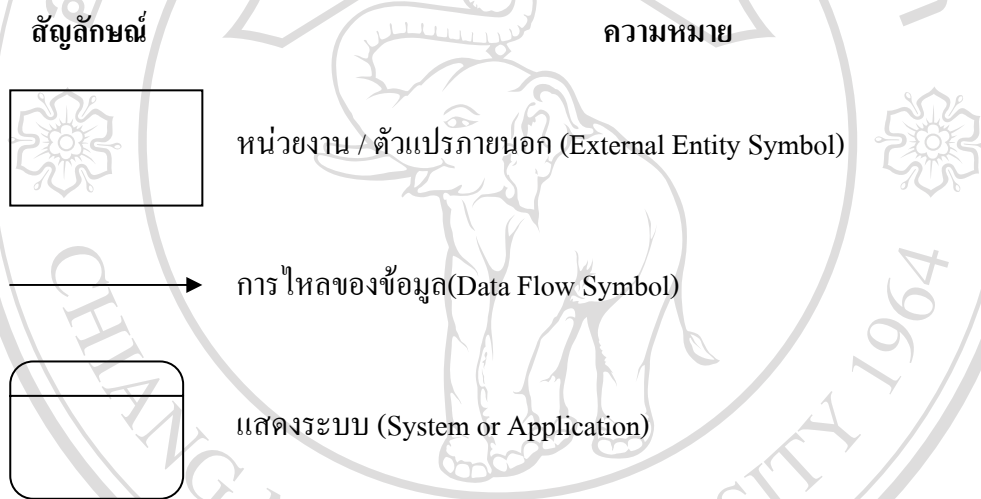 สัญลักษณ์ ความหมาย
หน่วยงาน / ตัวแปรภายนอก (External Entity Symbol)
การไหลของข้อมูล(Data Flow Symbol)
แสดงระบบ (System or Application)
CHIANG
SITY 1964